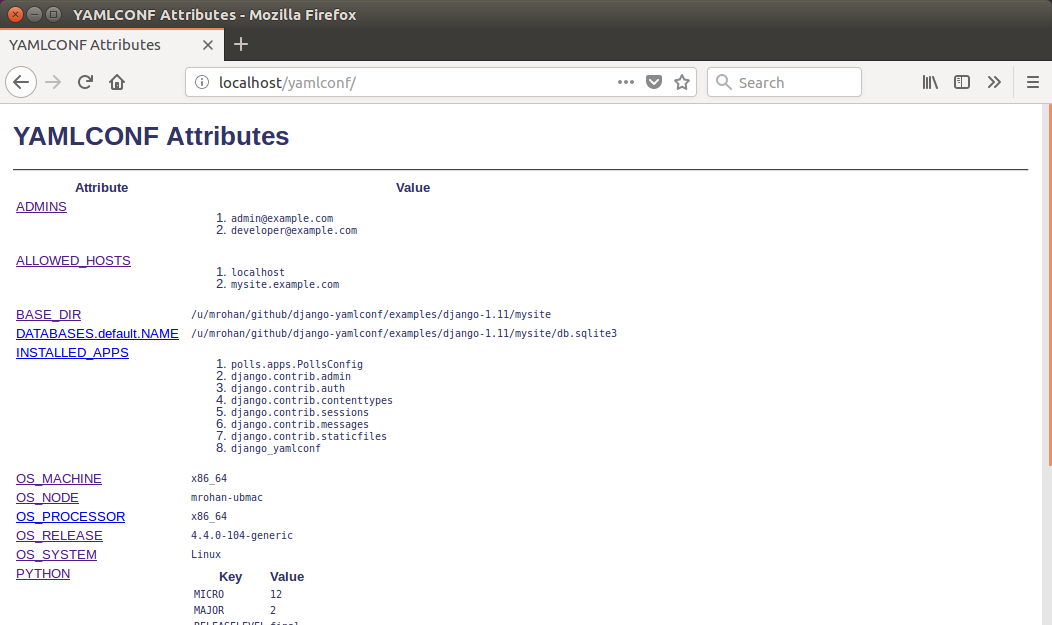 YAMLCONF Attributes - Mozilla Firefox
YAMLCONF Attributes
localhost/yamlconf/
Search
YAMLCONF Attributes
Attribute Value
ADMINS
1. admin@example.com
2. developer@example.com
ALLOWED_HOSTS
1. localhost
2. mysite.example.com
BASE_DIR /u/mrohan/github/django-yamlconf/examples/django-1.11/mysite
DATABASES.default.NAME /u/mrohan/github/django-yamlconf/examples/django-1.11/mysite/db.sqlite3
INSTALLED_APPS
1. polls.apps.PollsConfig
2. django.contrib.admin
3. django.contrib.auth
4. django.contrib.contenttypes
5. django.contrib.sessions
6. django.contrib.messages
7. django.contrib.staticfiles
8. django_yamlconf
OS_MACHINE x86_64
OS_NODE mrohan-ubmac
OS_PROCESSOR x86_64
OS_RELEASE 4.4.0-104-generic
OS_SYSTEM Linux
PYTHON
Key Value
MICRO 12
MAJOR 2
RELEASELEVEL final